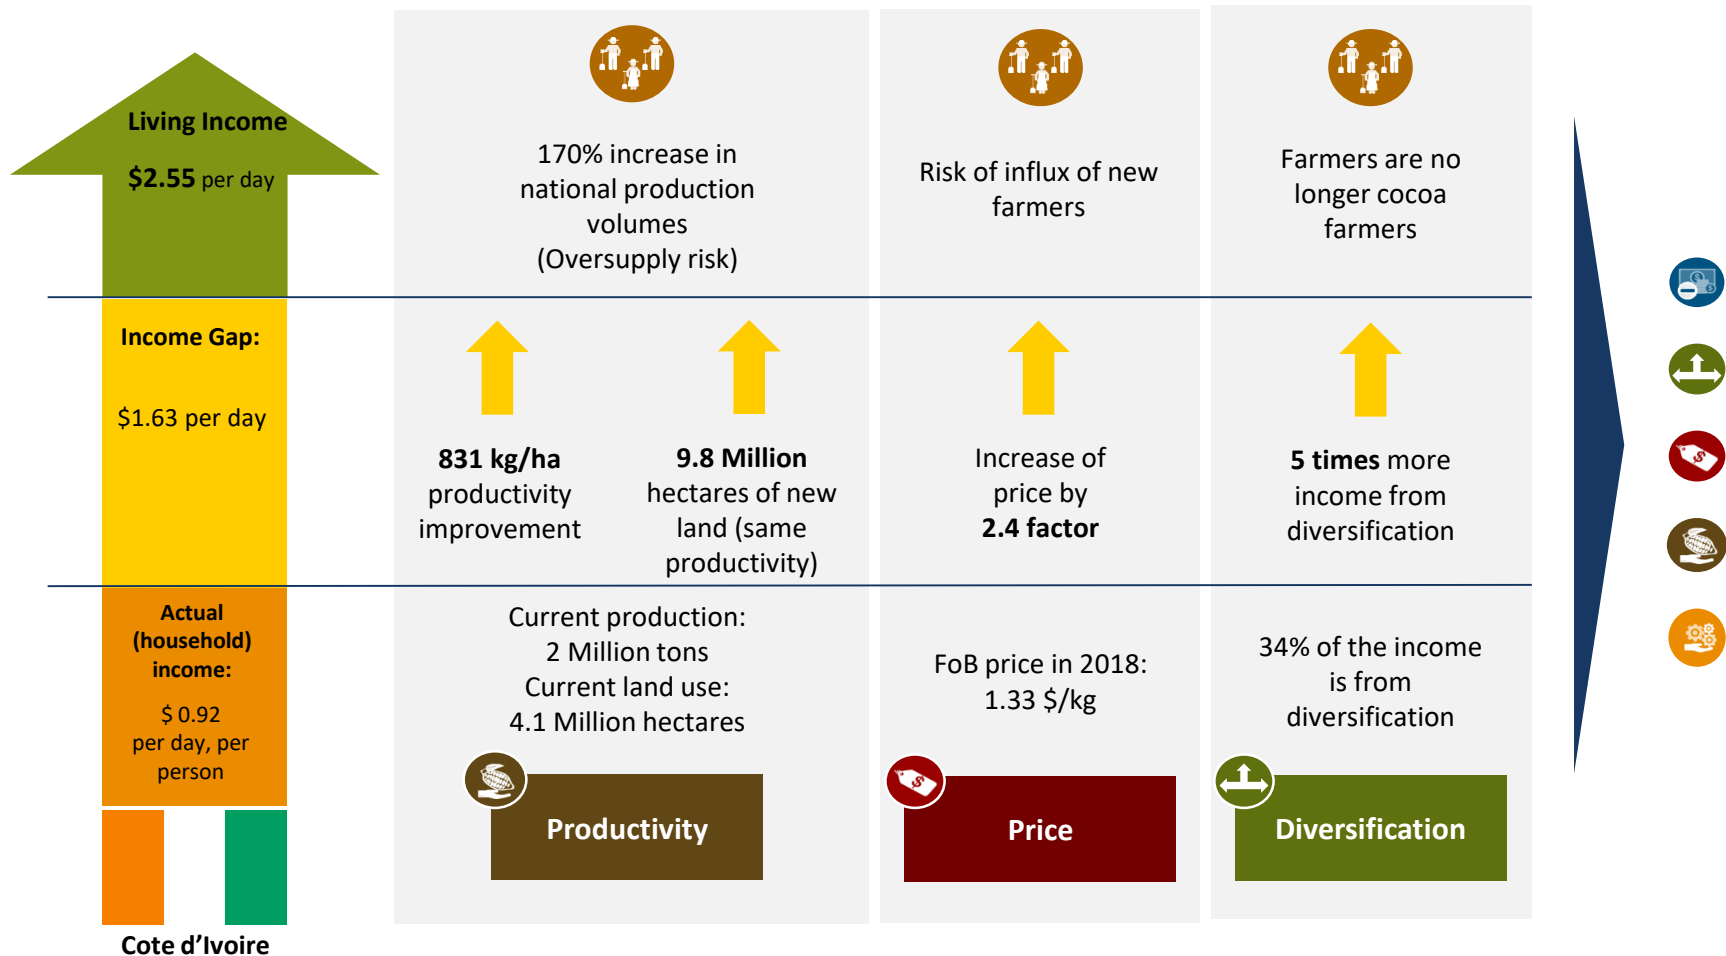 Living Income
$2.55 per day
Income Gap:
$1.63 per day
Actual
(household)
income:
$ 0.92
per day, per
person
Cote d'Ivoire
170% increase in
national production
volumes
(Oversupply risk)
831 kg/ha
productivity
improvement
9.8 Million
hectares of new
land (same
productivity)
Current production:
2 Million tons
Current land use:
4.1 Million hectares
Productivity
Risk of influx of new
farmers
Increase of
price by
2.4 factor
FoB price in 2018:
1.33 $/kg
Price
Farmers are no
longer cocoa
farmers
5 times more
income from
diversification
34% of the income
is from
diversification
Diversification